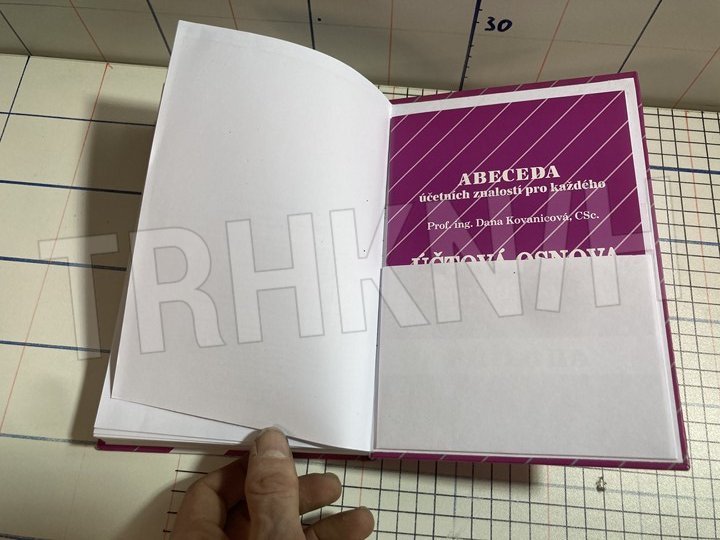 30
ABECEDA
účetních znalostí pro každého
Prof. ing. Dana Kovanicová, CSc.
ÚČTOVÁ OSNOVA
TRHKNIH